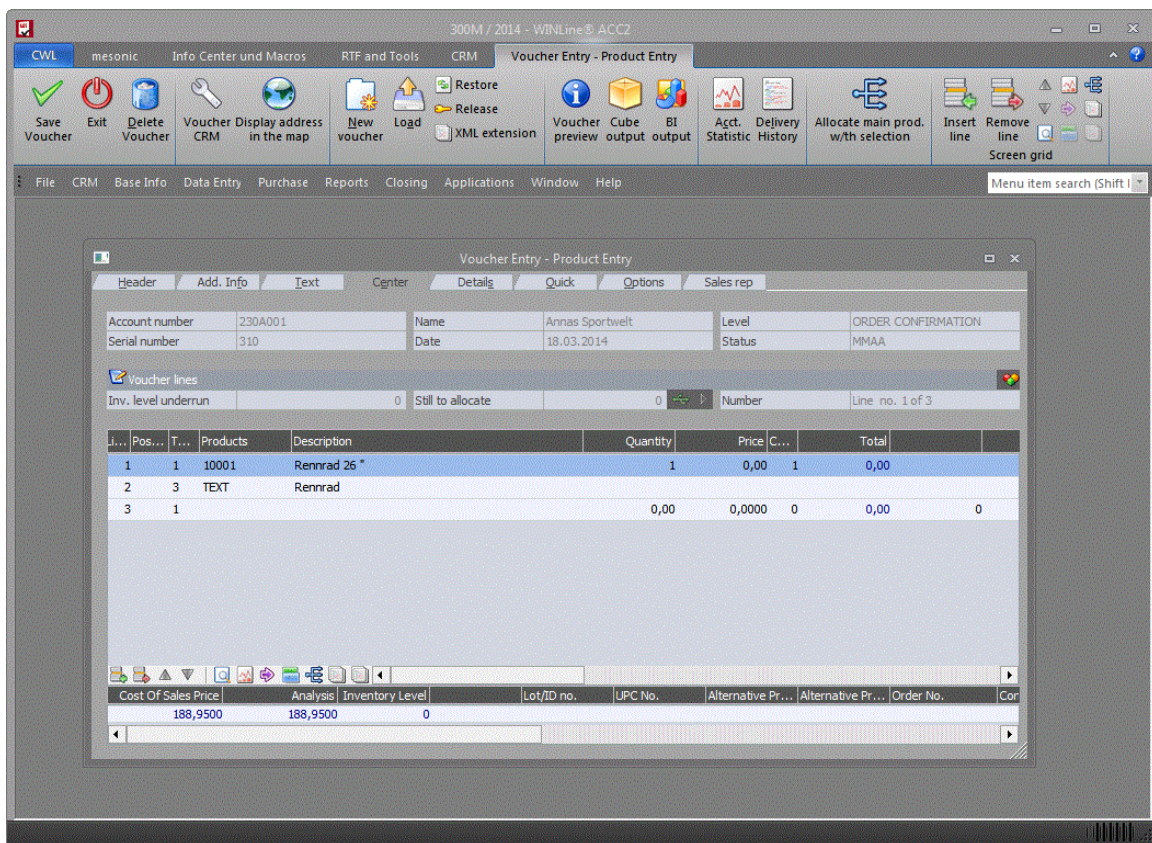 300M / 2014 - WINLine® ACC2
CWL mesonic Info Center und Macros RTF and Tools CRM Voucher Entry - Product Entry
Save Voucher Exit Delete Voucher Voucher CRM Display address in the map New voucher Load Restore Release XML extension Voucher preview Cube output BI output Acct. Statistic Delivery History Allocate main prod. w/th selection Insert line Remove line
Screen grid
File CRM Base Info Data Entry Purchase Reports Closing Applications Window Help Menu item search (Shift
Voucher Entry - Product Entry
Header Add. Info Text Center Details Quick Options Sales rep
Account number 230A001 Name Annas Sportwelt Level ORDER CONFIRMATION
Serial number 310 Date 18.03.2014 Status MMAA
Voucher lines
Inv. level underrun 0 Still to allocate 0 Number Line no. 1 of 3
Li... Pos... T... Products Description Quantity Price C... Total
1 1 10001 Rennrad 26 " 1 0,00 1 0,00
2 3 TEXT Rennrad
3 1 0,00 0,0000 0 0,00 0
Cost Of Sales Price Analysis Inventory Level Lot/ID no. UPC No. Alternative Pr... Alternative Pr... Order No. Cor
188,9500 188,9500 0